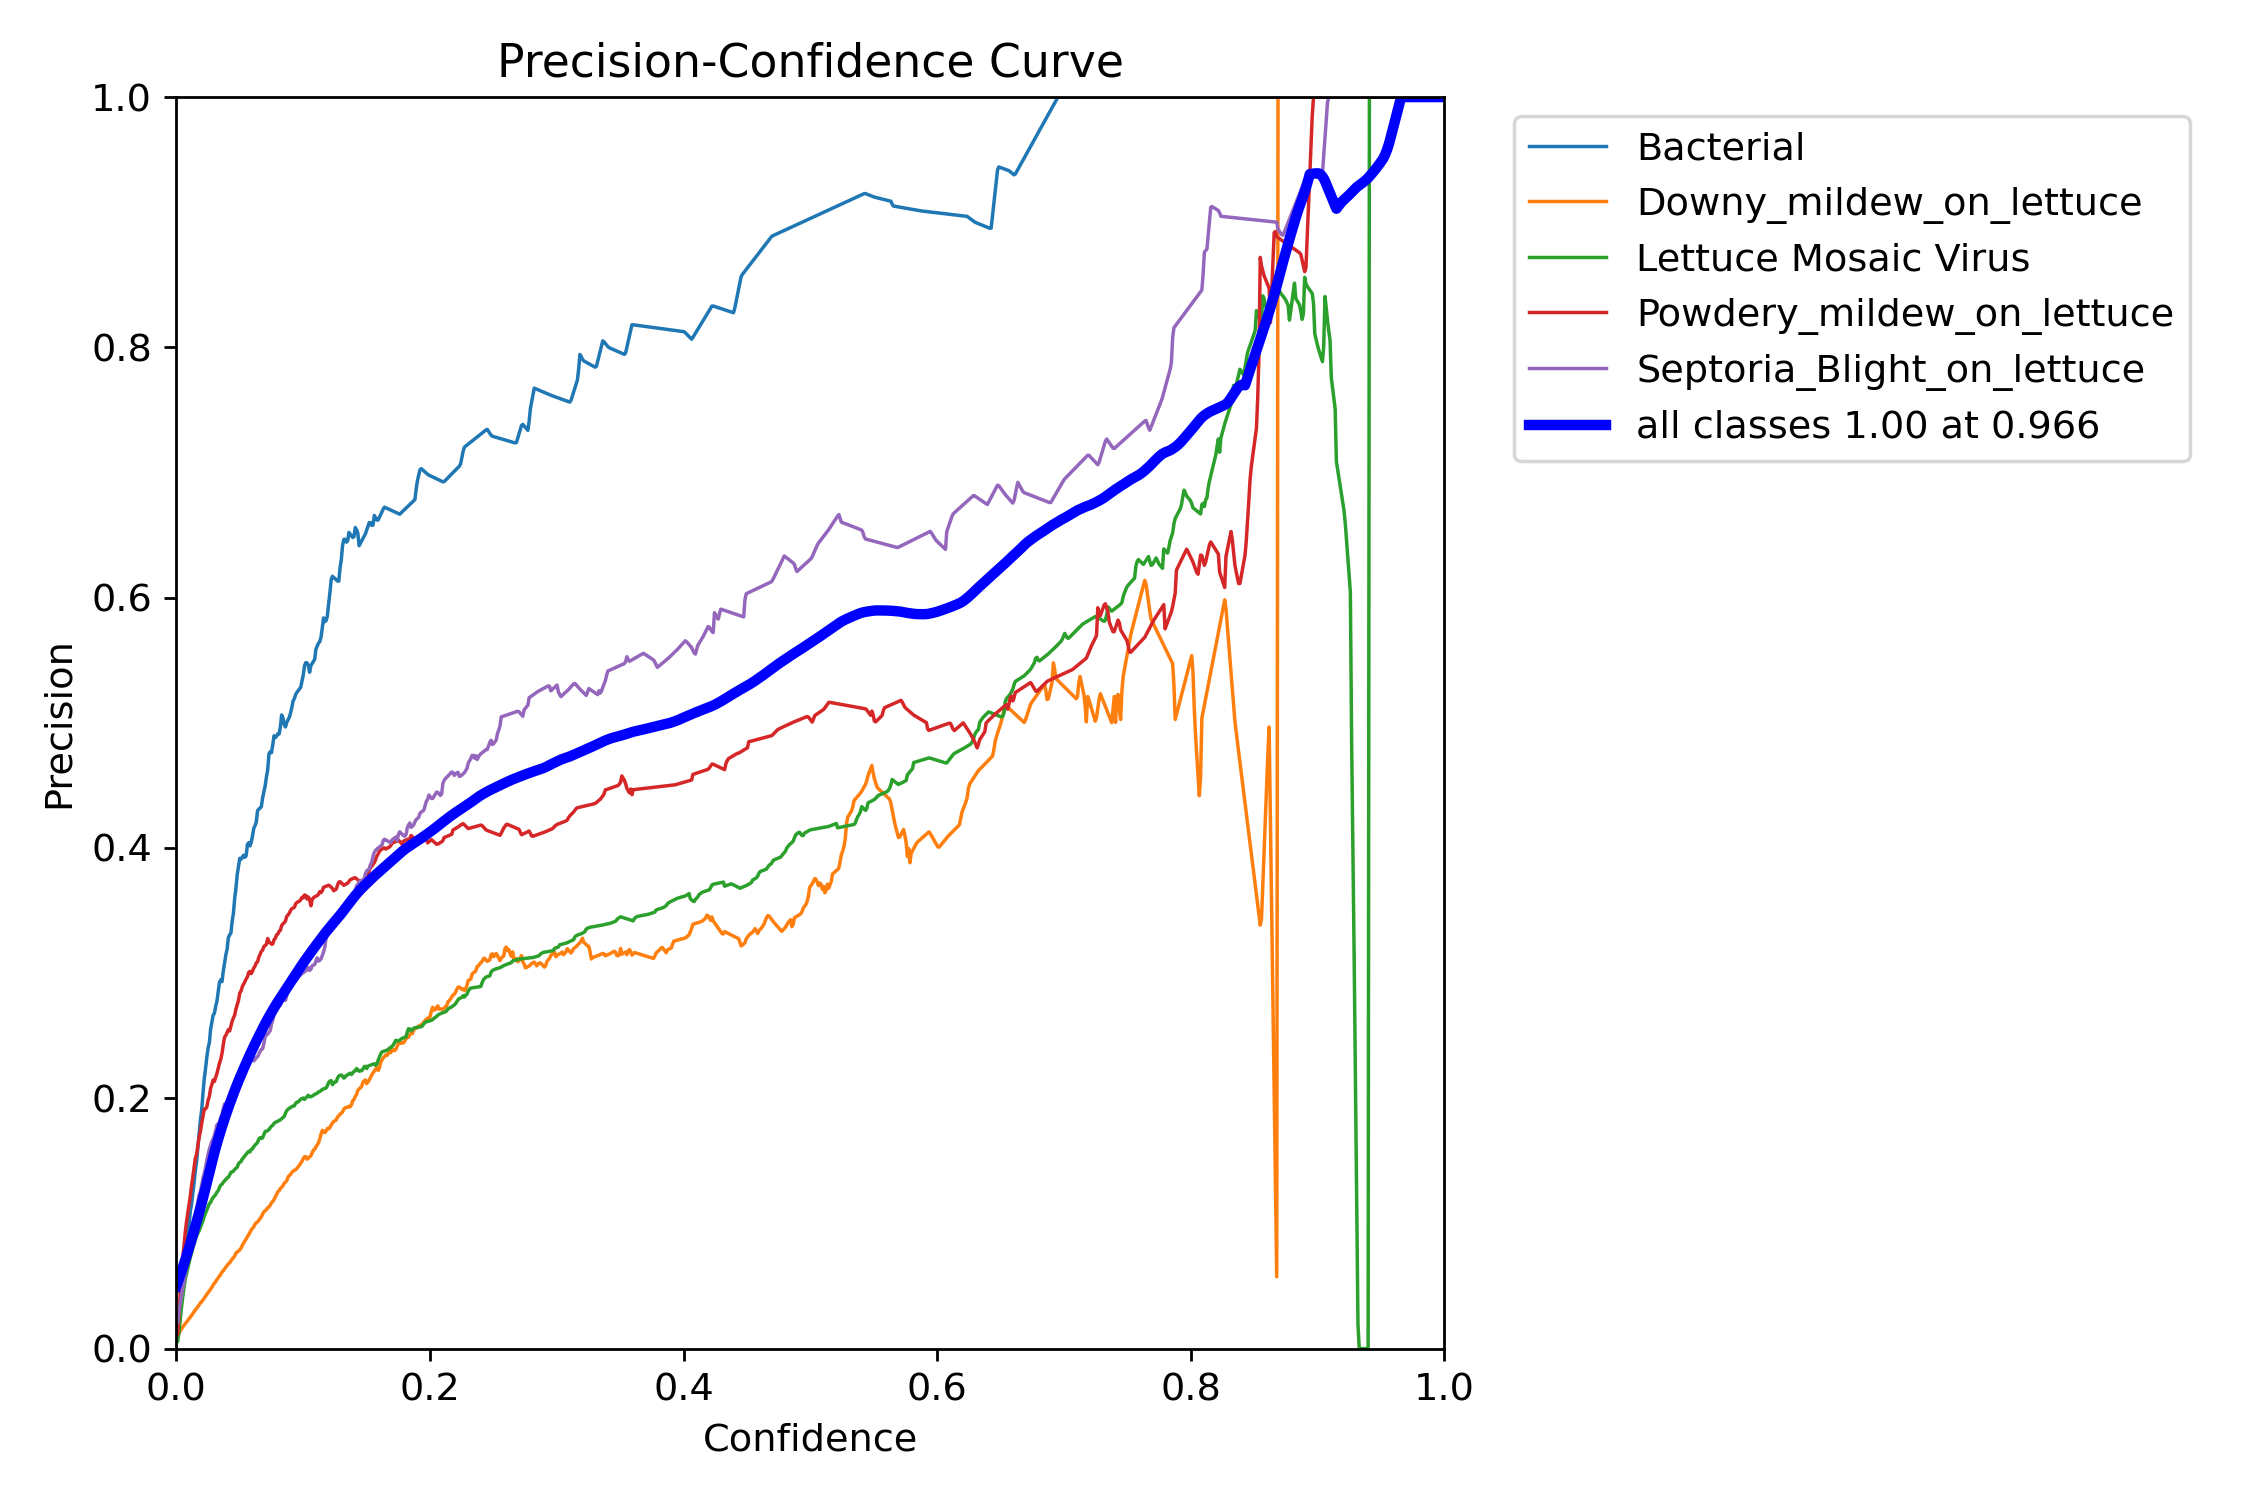 Precision-Confidence Curve
1.0
0.8
0.6
0.4
0.2
0.0
Precision
0.0 0.2 0.4 0.6 0.8 1.0
Confidence
Bacterial
Downy_mildew_on_lettuce
Lettuce Mosaic Virus
Powdery_mildew_on_lettuce
Septoria_Blight_on_lettuce
all classes 1.00 at 0.966